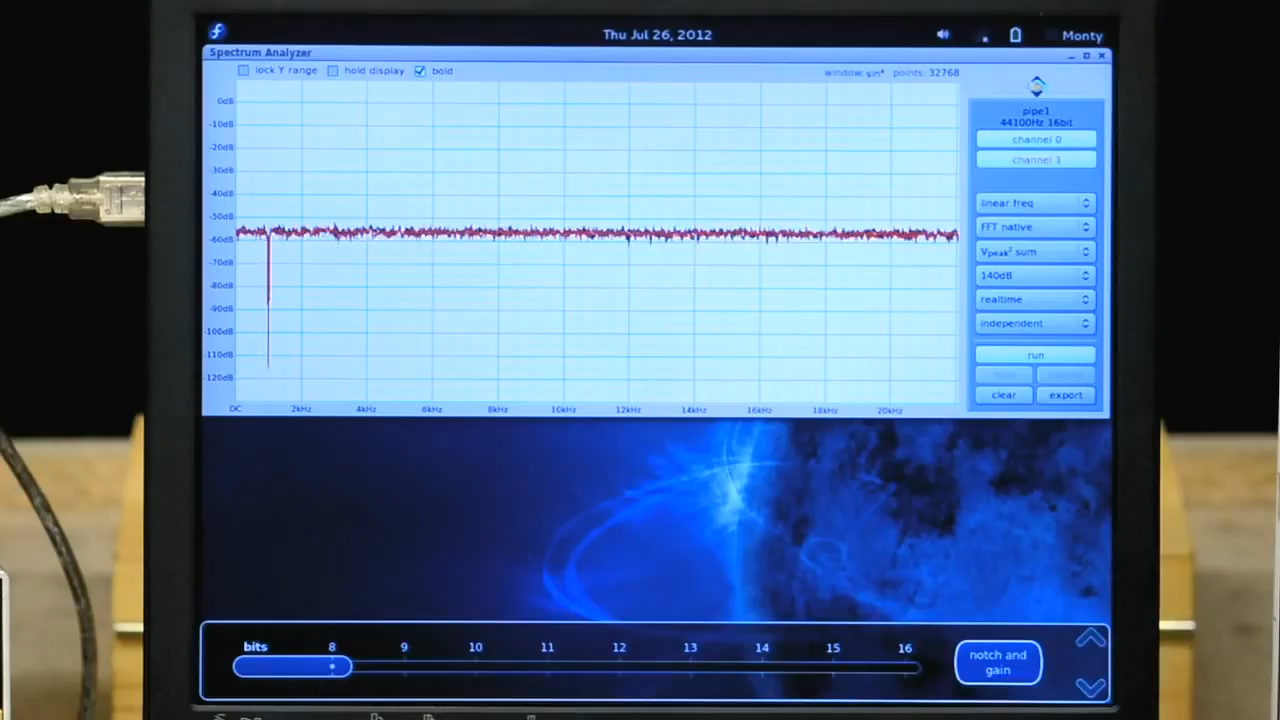 Thu Jul 26, 2012
Monty
Spectrum Analyzer
lock Y range
hold display
bold
window: sin⁴ points: 32768
0dB
-10dB
-20dB
-30dB
-40dB
-50dB
-60dB
-70dB
-80dB
-90dB
-100dB
-110dB
-120dB
DC 2kHz 4kHz 6kHz 8kHz 10kHz 12kHz 14kHz 16kHz 18kHz 20kHz
pipe1
44100Hz 16bit
channel 0
channel 1
linear freq
FFT native
Vpeak² sum
140dB
realtime
independent
run
clear
export
bits 8 9 10 11 12 13 14 15 16
notch and
gain